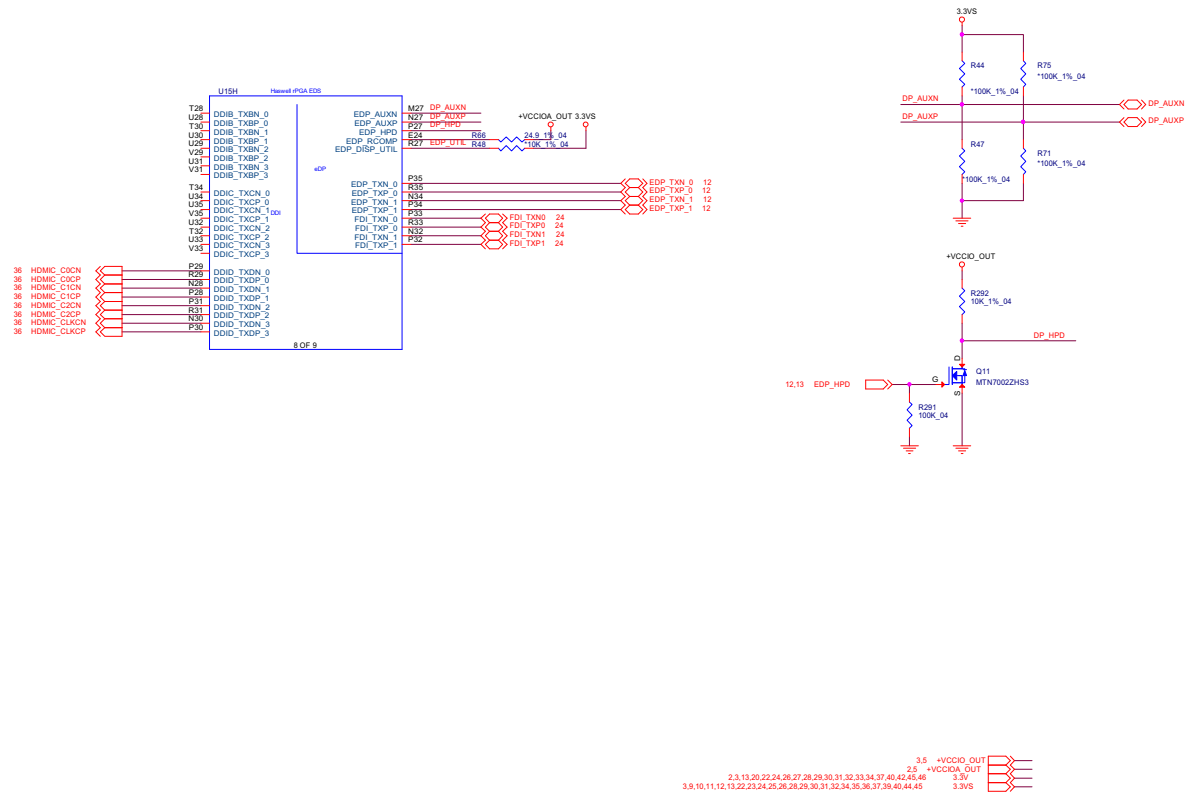 U15H
Haswell rPGA EDS
T28 DDIB_TXBN_0
U28 DDIB_TXBP_0
T30 DDIB_TXBN_1
U30 DDIB_TXBP_1
U29 DDIB_TXBN_2
V29 DDIB_TXBP_2
U31 DDIB_TXBN_3
V31 DDIB_TXBP_3
T34 DDIC_TXCN_0
U34 DDIC_TXCP_0
U35 DDIC_TXCN_1
V35 DDIC_TXCP_1
U32 DDIC_TXCN_2
T32 DDIC_TXCP_2
U33 DDIC_TXCN_3
V33 DDIC_TXCP_3
DDI
eDP
36 HDMIC_C0CN P29 DDID_TXDN_0
36 HDMIC_C0CP R29 DDID_TXDP_0
36 HDMIC_C1CN N28 DDID_TXDN_1
36 HDMIC_C1CP P28 DDID_TXDP_1
36 HDMIC_C2CN P31 DDID_TXDN_2
36 HDMIC_C2CP R31 DDID_TXDP_2
36 HDMIC_CLKCN N30 DDID_TXDN_3
36 HDMIC_CLKCP P30 DDID_TXDP_3
8 OF 9
EDP_AUXN M27 DP_AUXN
EDP_AUXP N27 DP_AUXP
EDP_HPD P27 DP_HPD
EDP_RCOMP E24 R66 24.9_1%_04
EDP_DISP_UTIL R27 EDP_UTIL R48 *10K_1%_04
+VCCIOA_OUT 3.3VS
EDP_TXN_0 P35 EDP_TXN_0 12
EDP_TXP_0 R35 EDP_TXP_0 12
EDP_TXN_1 N34 EDP_TXN_1 12
EDP_TXP_1 P34 EDP_TXP_1 12
FDI_TXN_0 P33 FDI_TXN0 24
FDI_TXP_0 R33 FDI_TXP0 24
FDI_TXN_1 N32 FDI_TXN1 24
FDI_TXP_1 P32 FDI_TXP1 24
3.3VS
R44
*100K_1%_04
R75
*100K_1%_04
DP_AUXN DP_AUXN
DP_AUXP DP_AUXP
R47
*100K_1%_04
R71
*100K_1%_04
+VCCIO_OUT
R292
10K_1%_04
DP_HPD
D
Q11
MTN7002ZHS3
12,13 EDP_HPD
G
S
R291
100K_04
3,5 +VCCIO_OUT
2,5 +VCCIOA_OUT
2,3,13,20,22,24,26,27,28,29,30,31,32,33,34,37,40,42,45,46 3.3V
3,9,10,11,12,13,22,23,24,25,26,28,29,30,31,32,34,35,36,37,39,40,44,45 3.3VS